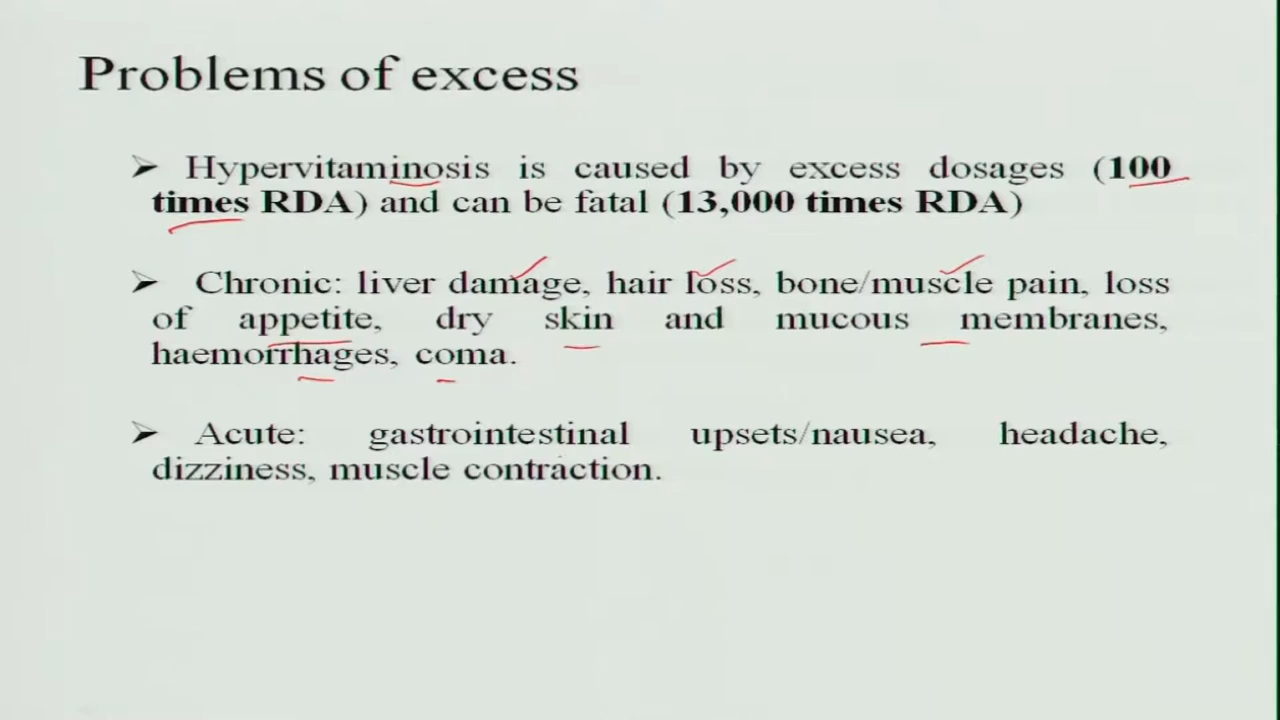 Problems of excess
➢ Hypervitaminosis is caused by excess dosages (100
times RDA) and can be fatal (13,000 times RDA)
➢ Chronic: liver damage, hair loss, bone/muscle pain, loss
of appetite, dry skin and mucous membranes,
haemorrhages, coma.
➢ Acute: gastrointestinal upsets/nausea, headache,
dizziness, muscle contraction.